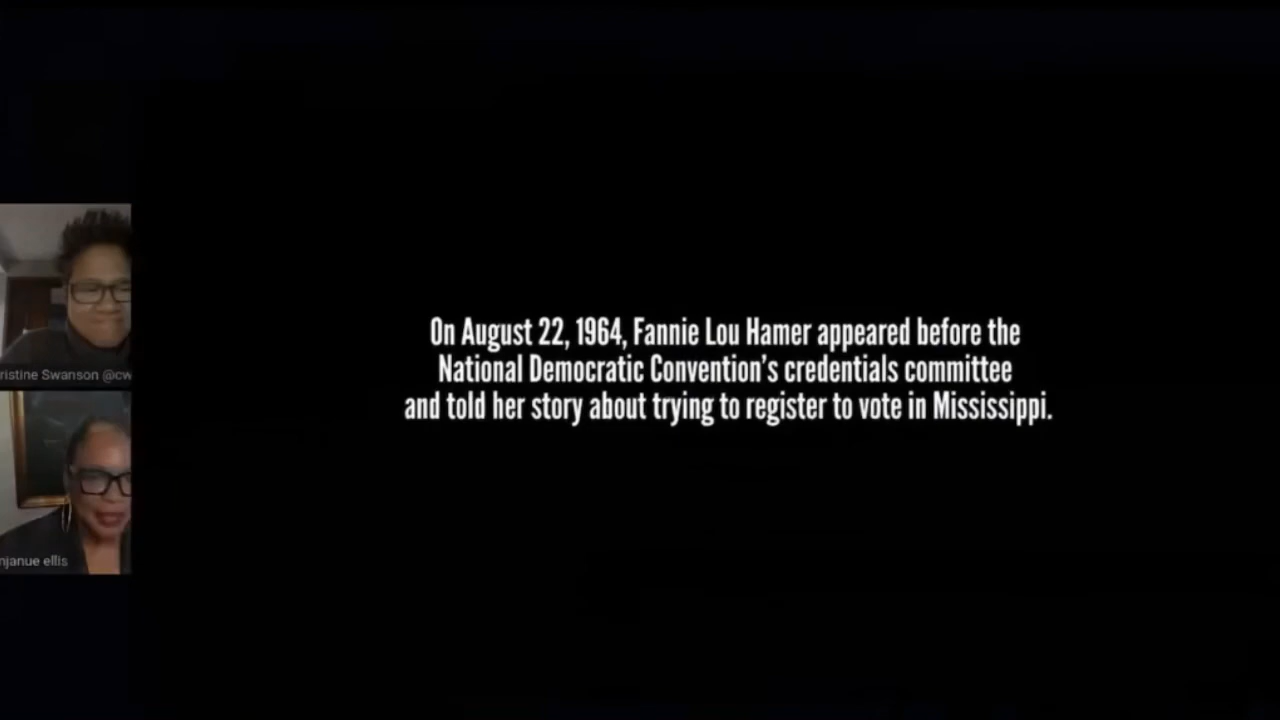 On August 22, 1964, Fannie Lou Hamer appeared before the
National Democratic Convention's credentials committee
and told her story about trying to register to vote in Mississippi.
ristine Swanson @cw
njanue ellis